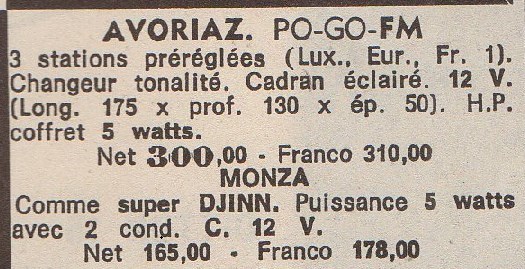 AVORIAZ. PO-GO-FM
3 stations préréglées (Lux., Eur., Fr. 1).
Changeur tonalité. Cadran éclairé. 12 V.
(Long. 175 x prof. 130 x ép. 50). H.P.
coffret 5 watts.
Net 300,00 - Franco 310,00
MONZA
Comme super DJINN. Puissance 5 watts
avec 2 cond. C. 12 V.
Net 165,00 - Franco 178,00